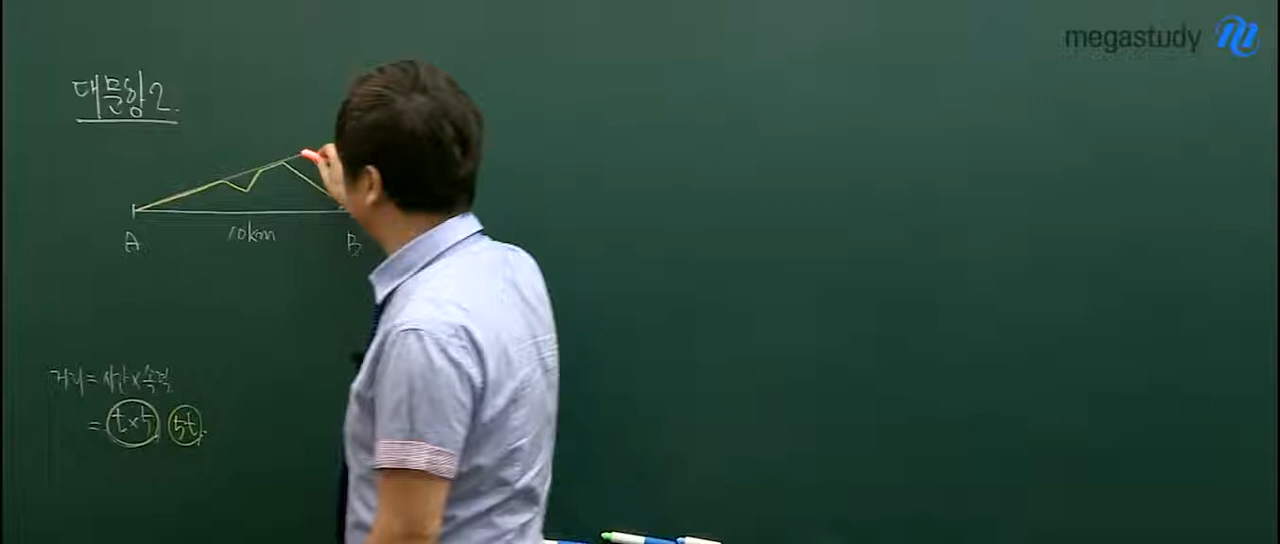 megastudy
대문항 2.
10km
A B
거리 = 시간 × 속력
= t×5 5t